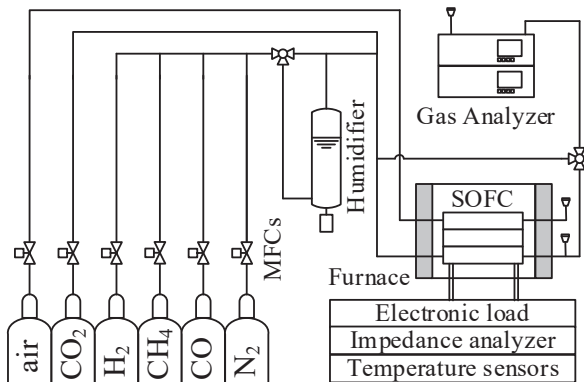 Gas Analyzer
Humidifier
MFCs
SOFC
Furnace
air
CO₂
H₂
CH₄
CO
N₂
Electronic load
Impedance analyzer
Temperature sensors